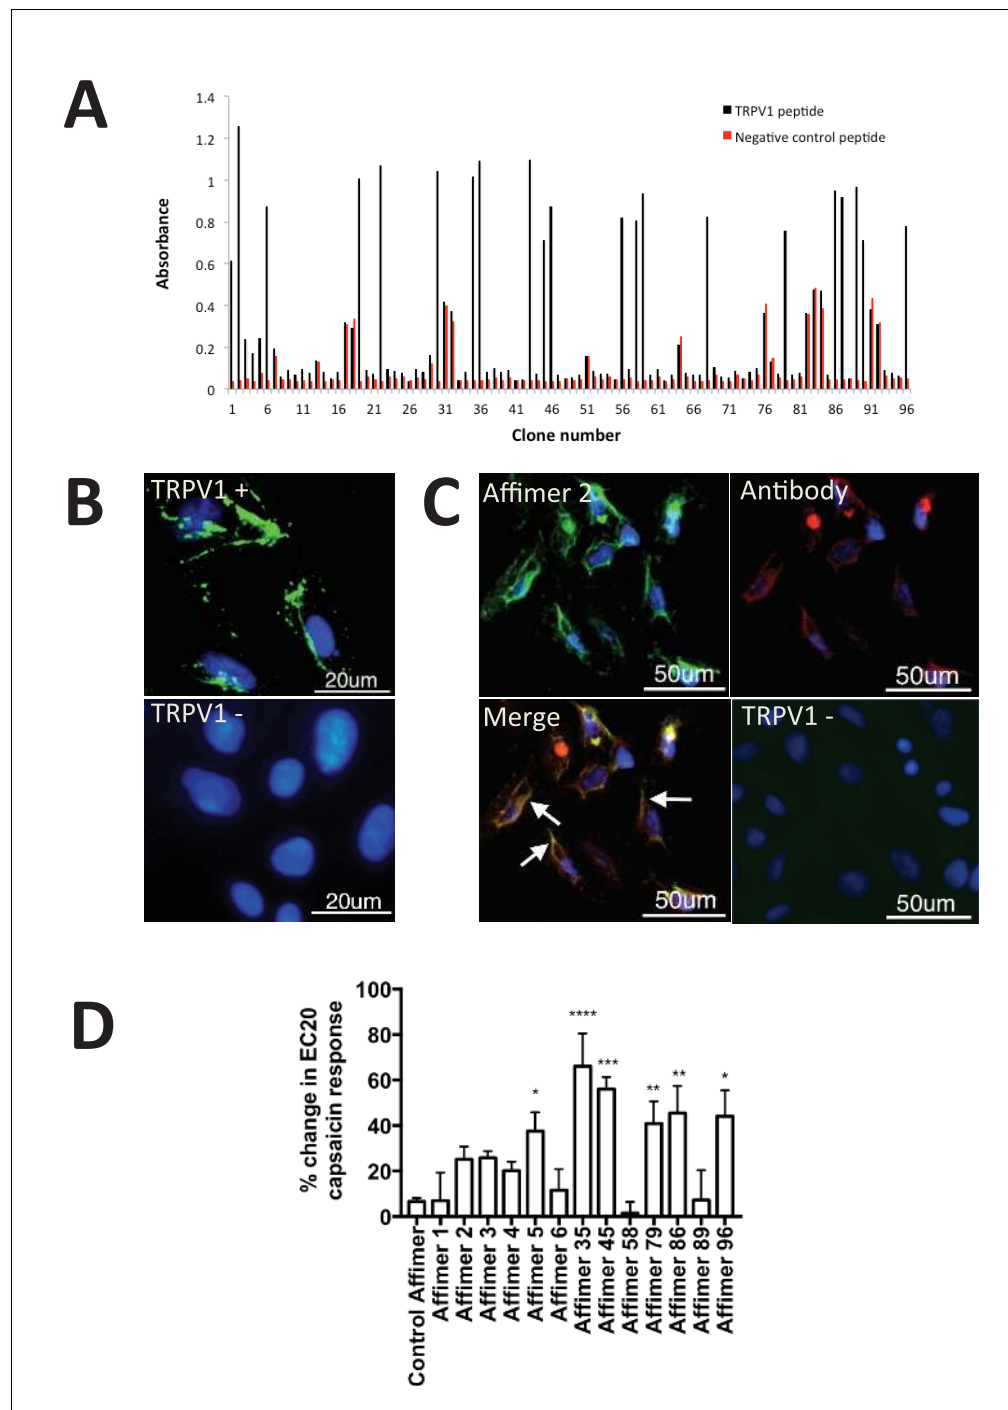 A
1.4
1.2
1
0.8
0.6
0.4
0.2
0
Absorbance
TRPV1 peptide
Negative control peptide
1 6 11 16 21 26 31 36 41 46 51 56 61 66 71 76 81 86 91 96
Clone number
B
TRPV1 +
20um
TRPV1 -
20um
C
Affimer 2
50um
Antibody
50um
Merge
50um
TRPV1 -
50um
D
% change in EC20
capsaicin response
100
80
60
40
20
0
*
****
***
**
**
*
Control Affimer
Affimer 1
Affimer 2
Affimer 3
Affimer 4
Affimer 5
Affimer 6
Affimer 35
Affimer 45
Affimer 58
Affimer 79
Affimer 86
Affimer 89
Affimer 96